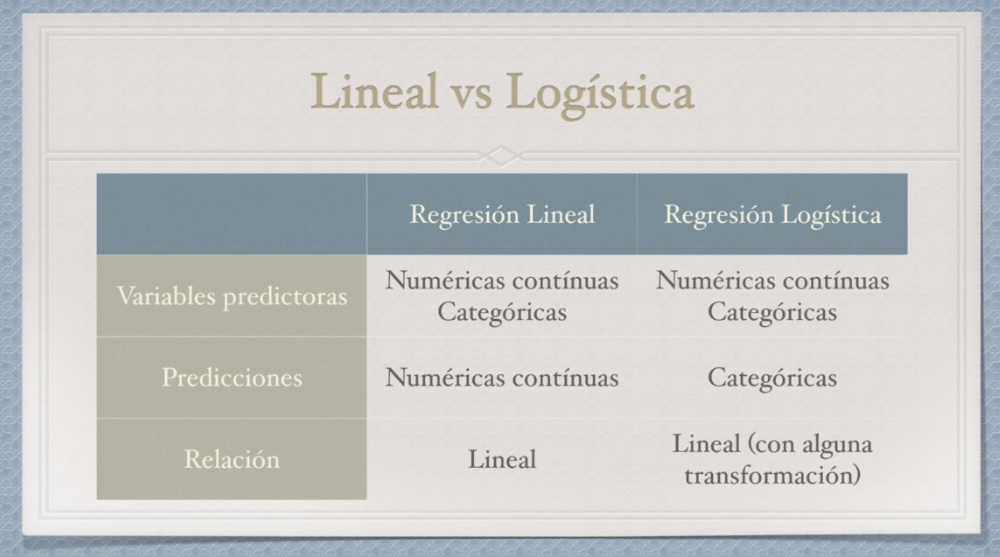 Lineal vs Logística
Regresión Lineal
Regresión Logística
Variables predictoras
Numéricas contínuas
Categóricas
Numéricas contínuas
Categóricas
Predicciones
Numéricas contínuas
Categóricas
Relación
Lineal
Lineal (con alguna
transformación)